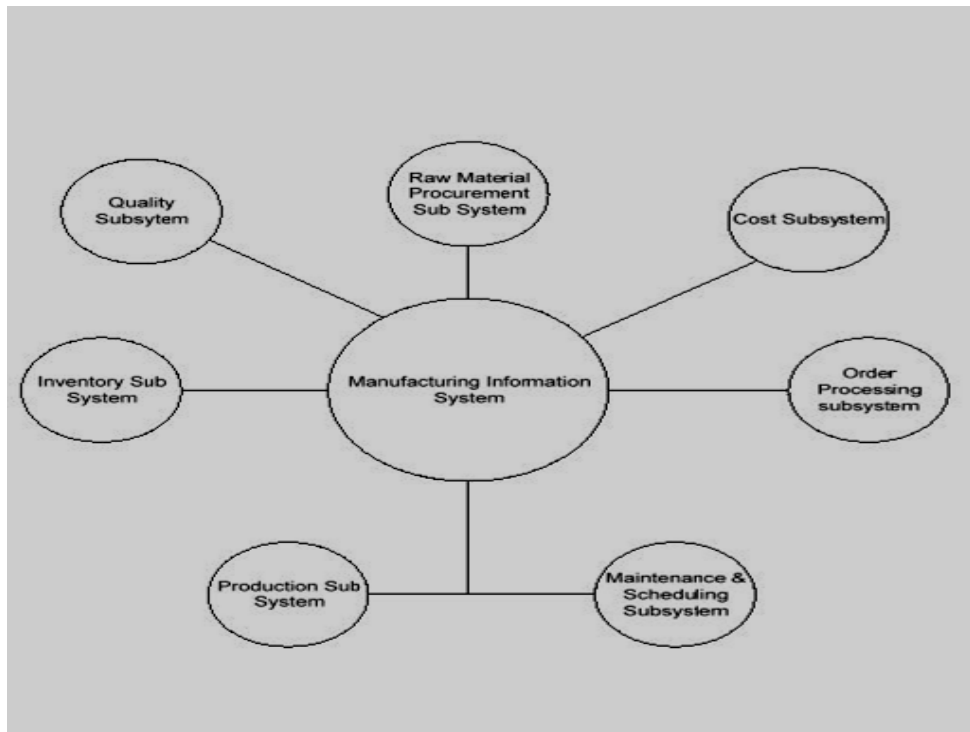 Raw Material
Procurement
Sub System
Quality
Subsytem
Cost Subsystem
Inventory Sub
System
Manufacturing Information
System
Order
Processing
subsystem
Production Sub
System
Maintenance &
Scheduling
Subsystem